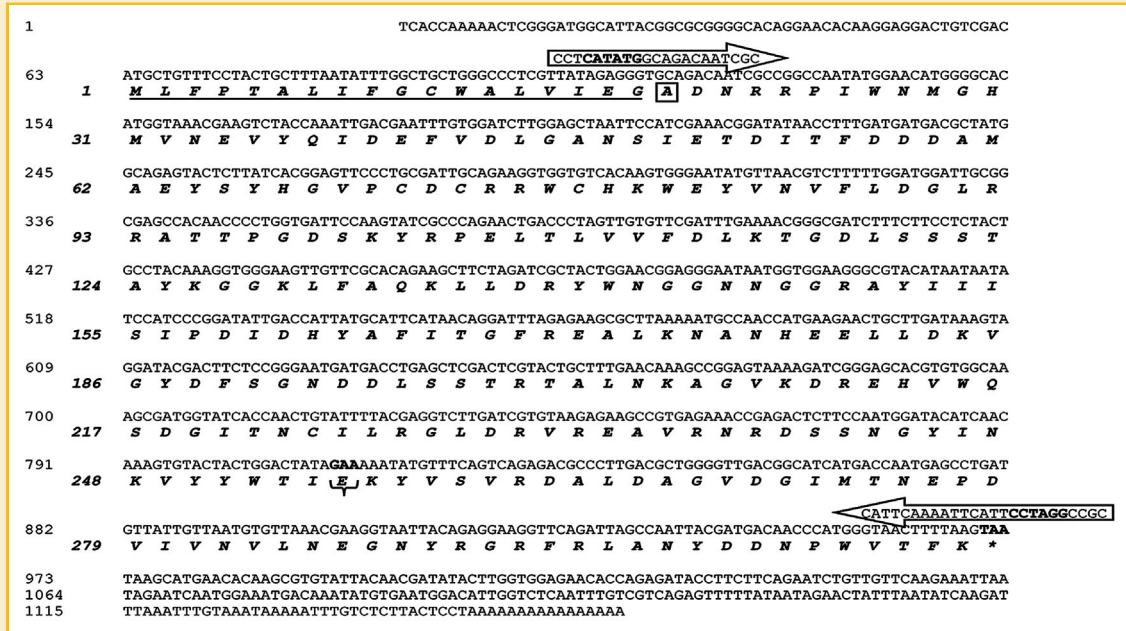 1 TCACCAAAAACTCGGGATGGCATTACGGCGCGGGGCACAGGAACACAAGGAGGACTGTCGAC
CCTCATATGGCAGACAATCGC
63 ATGCTGTTTCCTACTGCTTTAATATTTGGCTGCTGGGCCCTCGTTATAGAGGGTGCAGACAATCGCCGGCCAATATGGAACATGGGGCAC
1 M L F P T A L I F G C W A L V I E G A D N R R P I W N M G H
154 ATGGTAAACGAAGTCTACCAAATTGACGAATTTGTGGATCTTGGAGCTAATTCCATCGAAACGGATATAACCTTTGATGATGACGCTATG
31 M V N E V Y Q I D E F V D L G A N S I E T D I T F D D D A M
245 GCAGAGTACTCTTATCACGGAGTTCCCTGCGATTGCAGAAGGTGGTGTCACAAGTGGGAATATGTTAACGTCTTTTTGGATGGATTGCGG
62 A E Y S Y H G V P C D C R R W C H K W E Y V N V F L D G L R
336 CGAGCCACAACCCCTGGTGATTCCAAGTATCGCCCAGAACTGACCCTAGTTGTGTTCGATTTGAAAACGGGCGATCTTTCTTCCTCTACT
93 R A T T P G D S K Y R P E L T L V V F D L K T G D L S S S T
427 GCCTACAAAGGTGGGAAGTTGTTCGCACAGAAGCTTCTAGATCGCTACTGGAACGGAGGGAATAATGGTGGAAGGGCGTACATAATAATA
124 A Y K G G K L F A Q K L L D R Y W N G G N N G G R A Y I I I
518 TCCATCCCGGATATTGACCATTATGCATTCATAACAGGATTTAGAGAAGCGCTTAAAAATGCCAACCATGAAGAACTGCTTGATAAAGTA
155 S I P D I D H Y A F I T G F R E A L K N A N H E E L L D K V
609 GGATACGACTTCTCCGGGAATGATGACCTGAGCTCGACTCGTACTGCTTTGAACAAAGCCGGAGTAAAAGATCGGGAGCACGTGTGGCAA
186 G Y D F S G N D D L S S T R T A L N K A G V K D R E H V W Q
700 AGCGATGGTATCACCAACTGTATTTTACGAGGTCTTGATCGTGTAAGAGAAGCCGTGAGAAACCGAGACTCTTCCAATGGATACATCAAC
217 S D G I T N C I L R G L D R V R E A V R N R D S S N G Y I N
791 AAAGTGTACTACTGGACTATAGAAAAATATGTTTCAGTCAGAGACGCCCTTGACGCTGGGGTTGACGGCATCATGACCAATGAGCCTGAT
248 K V Y Y W T I E K Y V S V R D A L D A G V D G I M T N E P D
CATTCAAAATTCATTCCTAGGCCGC
882 GTTATTGTTAATGTGTTAAACGAAGGTAATTACAGAGGAAGGTTCAGATTAGCCAATTACGATGACAACCCATGGGTAACTTTTAAGTAA
279 V I V N V L N E G N Y R G R F R L A N Y D D N P W V T F K *
973 TAAGCATGAACACAAGCGTGTATTACAACGATATACTTGGTGGAGAACACCAGAGATACCTTCTTCAGAATCTGTTGTTCAAGAAATTAA
1064 TAGAATCAATGGAAATGACAAATATGTGAATGGACATTGGTCTCAATTTGTCGTCAGAGTTTTTATAATAGAACTATTTAATATCAAGAT
1115 TTAAATTTGTAAATAAAAATTTGTCTCTTACTCCTAAAAAAAAAAAAAAAA